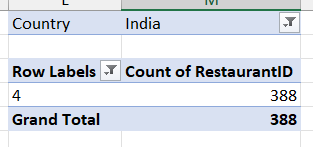 Country India
Row Labels Count of RestaurantID
4 388
Grand Total 388